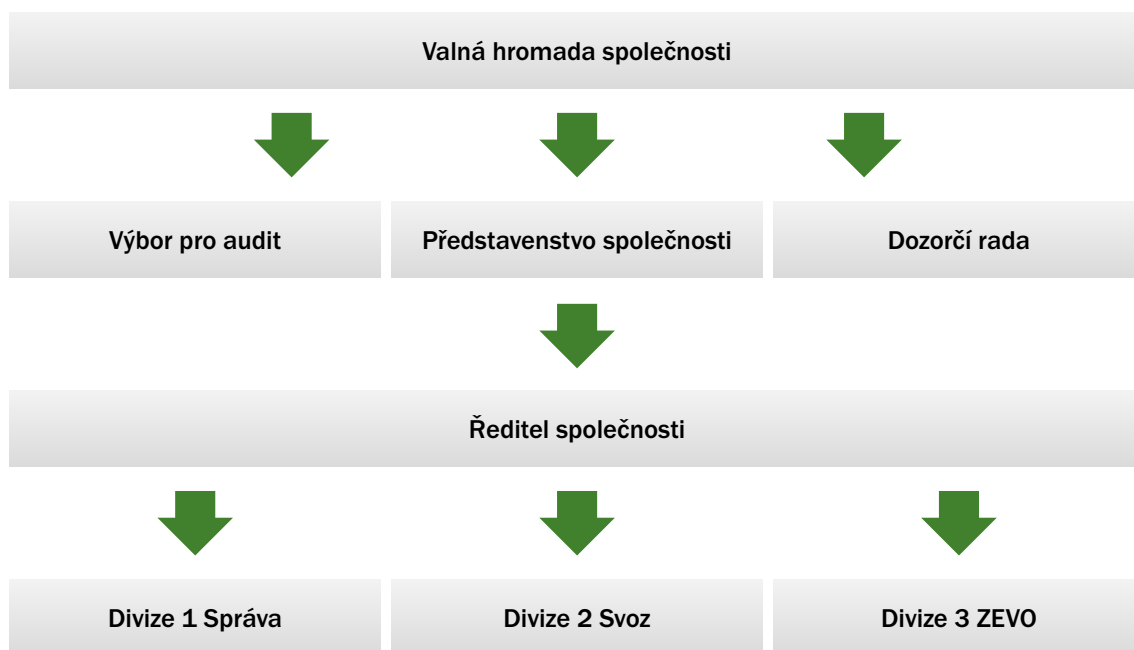 Valná hromada společnosti
Výbor pro audit
Představenstvo společnosti
Dozorčí rada
Ředitel společnosti
Divize 1 Správa
Divize 2 Svoz
Divize 3 ZEVO